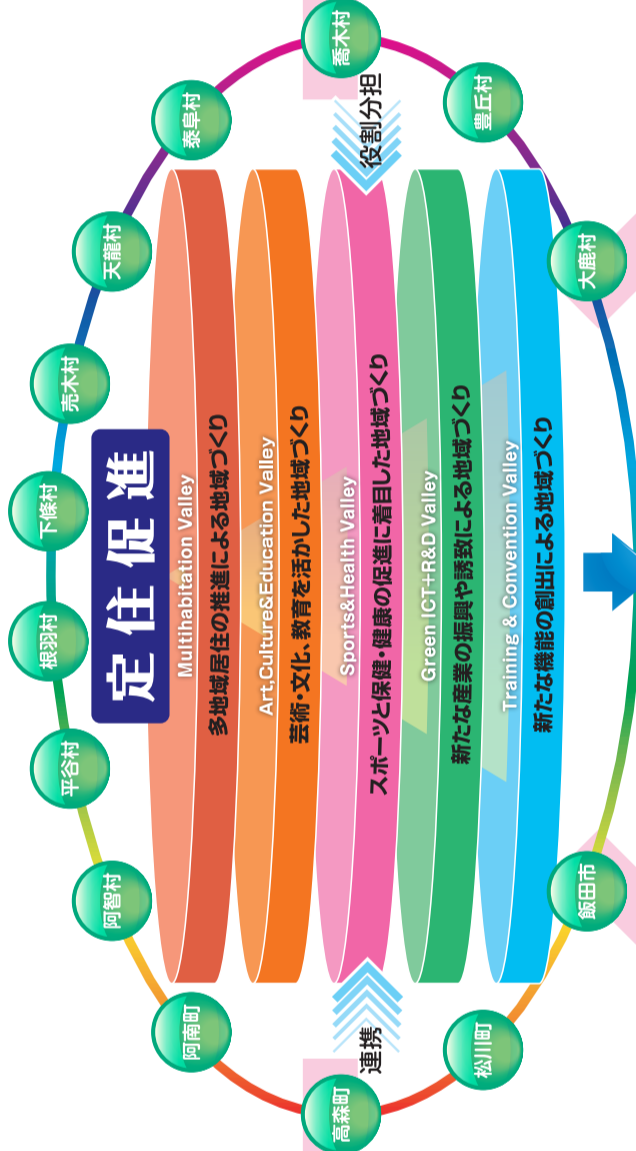 定住促進
Multihabitation Valley
多地域居住の推進による地域づくり
Art,Culture&Education Valley
芸術・文化、教育を活かした地域づくり
Sports&Health Valley
スポーツと保健・健康の促進に着目した地域づくり
Green ICT+R&D Valley
新たな産業の振興や誘致による地域づくり
Training & Convention Valley
新たな機能の創出による地域づくり
連携
役割分担
高森町
阿南町
阿智村
平谷村
根羽村
下條村
売木村
天龍村
泰阜村
喬木村
豊丘村
大鹿村
飯田市
松川町